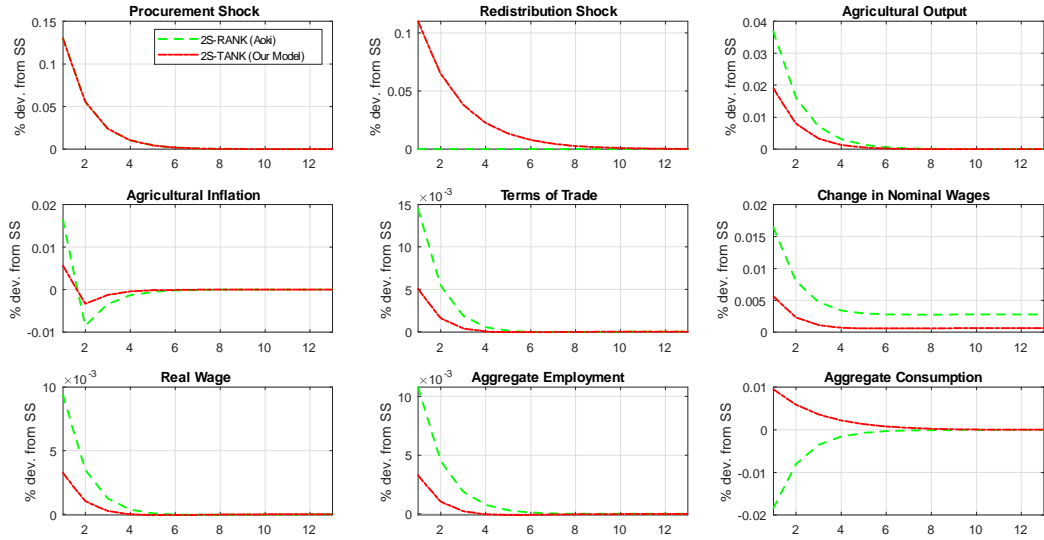 Procurement Shock
% dev. from SS
0.15
0.1
0.05
0
2 4 6 8 10 12
2S-RANK (Aoki)
2S-TANK (Our Model)
Redistribution Shock
% dev. from SS
0.1
0.05
0
2 4 6 8 10 12
Agricultural Output
% dev. from SS
0.04
0.03
0.02
0.01
0
2 4 6 8 10 12
Agricultural Inflation
% dev. from SS
0.02
0.01
0
-0.01
2 4 6 8 10 12
Terms of Trade
×10⁻³
% dev. from SS
15
10
5
0
2 4 6 8 10 12
Change in Nominal Wages
% dev. from SS
0.02
0.015
0.01
0.005
0
2 4 6 8 10 12
Real Wage
×10⁻³
% dev. from SS
10
5
0
2 4 6 8 10 12
Aggregate Employment
×10⁻³
% dev. from SS
10
5
0
2 4 6 8 10 12
Aggregate Consumption
% dev. from SS
0.01
0
-0.01
-0.02
2 4 6 8 10 12